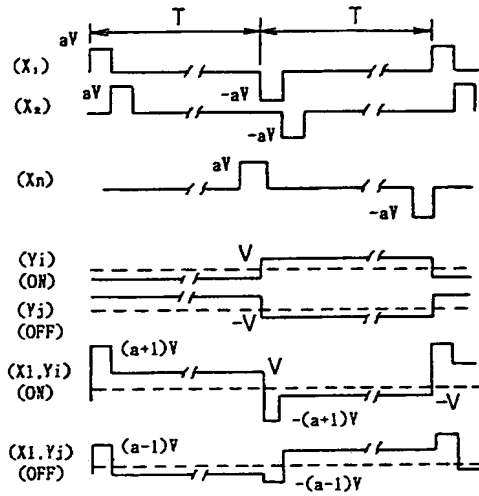 T T
aV
(X₁)
-aV
aV
(X₂)
-aV
aV
(Xn)
-aV
(Yi)
(ON)
V
(Yj)
(OFF)
-V
(a+1)V
(X1,Yi)
(ON)
V
-V
-(a+1)V
(a-1)V
(X1,Yj)
(OFF)
-(a-1)V